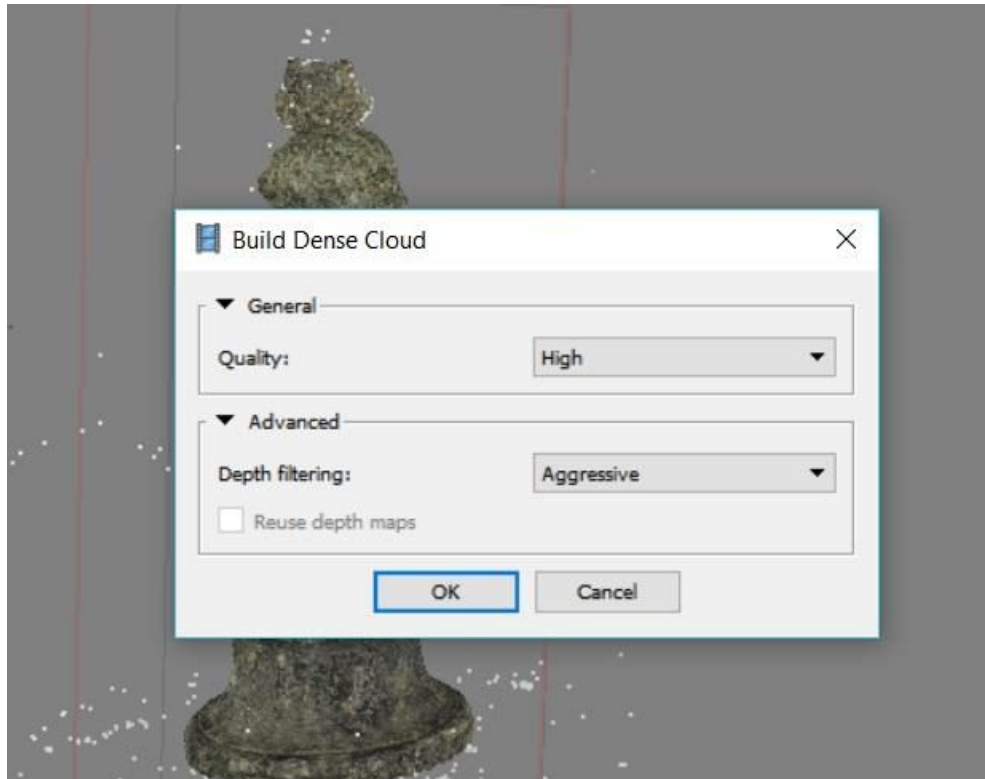 Build Dense Cloud
General
Quality: High
Advanced
Depth filtering: Aggressive
Reuse depth maps
OK Cancel